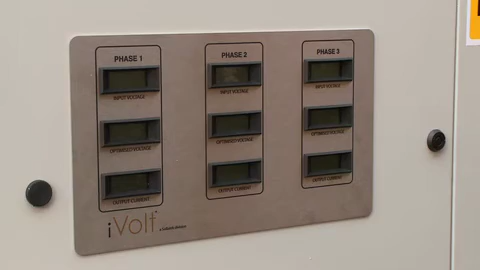 PHASE 1
INPUT VOLTAGE
OPTIMISED VOLTAGE
OUTPUT CURRENT
PHASE 2
INPUT VOLTAGE
OPTIMISED VOLTAGE
OUTPUT CURRENT
PHASE 3
INPUT VOLTAGE
OPTIMISED VOLTAGE
OUTPUT CURRENT
iVolt